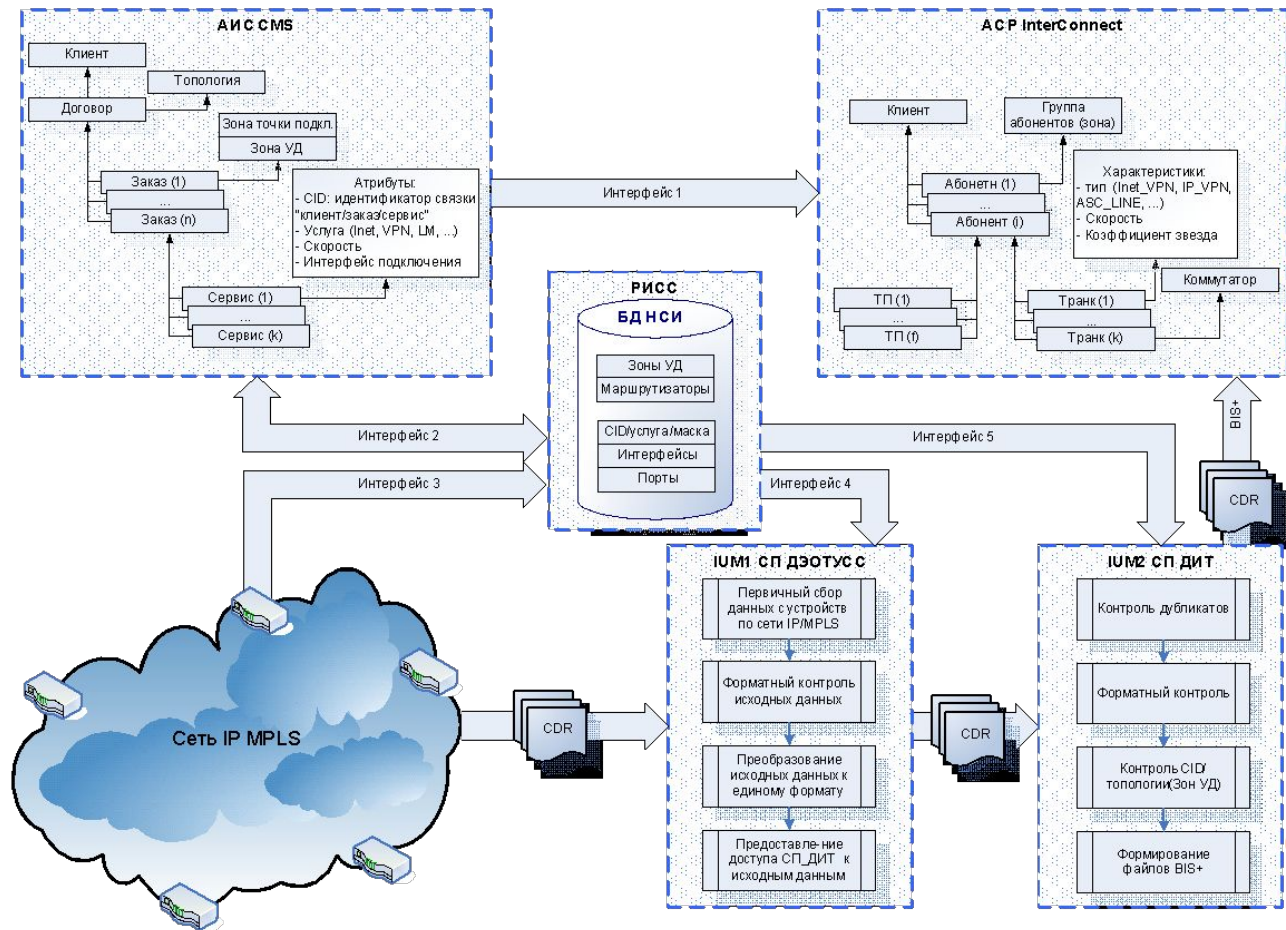 АИС CMS
Клиент
Топология
Договор
Зона точки подкл.
Зона УД
Заказ (1)
...
Заказ (n)
Атрибуты:
- CID: идентификатор связки
"клиент/заказ/сервис"
- Услуга (Inet, VPN, LM, ...)
- Скорость
- Интерфейс подключения
Сервис (1)
...
Сервис (k)
Интерфейс 1
АСР InterConnect
Клиент
Группа
абонентов (зона)
Абонетн (1)
...
Абонент (i)
Характеристики:
- тип (Inet_VPN, IP_VPN,
ASC_LINE, ...)
- Скорость
- Коэффициент звезда
Коммутатор
ТП (1)
...
ТП (f)
Транк (1)
...
Транк (k)
РИСС
БД НСИ
Зоны УД
Маршрутизаторы
CID/услуга/маска
Интерфейсы
Порты
Интерфейс 2
Интерфейс 3
Интерфейс 5
Интерфейс 4
BIS+
CDR
Сеть IP MPLS
CDR
IUM1 СП ДЭОТУСС
Первичный сбор
данных с устройств
по сети IP/MPLS
Форматный контроль
исходных данных
Преобразование
исходных данных к
единому формату
Предоставле-ние
доступа СП_ДИТ к
исходным данным
CDR
IUM2 СП ДИТ
Контроль дубликатов
Форматный контроль
Контроль CID/
топологии(Зон УД)
Формирование
файлов BIS+